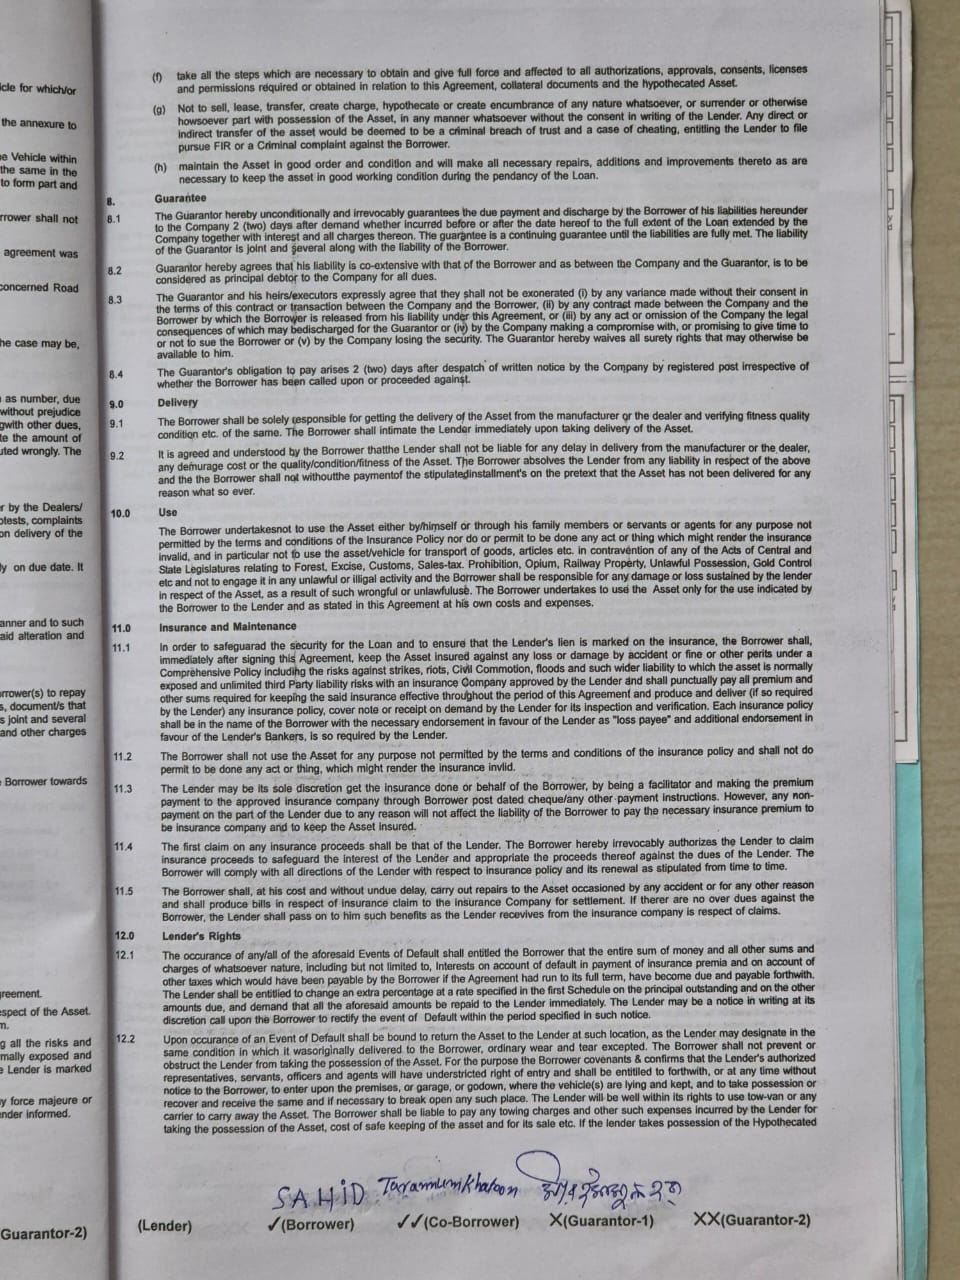 cle for which/or
the annexure to
e Vehicle within
the same in the
to form part and
rrower shall not
agreement was
concerned Road
he case may be,
as number, due
without prejudice
gwith other dues,
te the amount of
uted wrongly. The
r by the Dealers/
otests, complaints
on delivery of the
ly on due date. It
anner and to such
aid alteration and
rrower(s) to repay
s, document/s that
s joint and several
and other charges
Borrower towards
greement.
espect of the Asset.
m.
g all the risks and
mally exposed and
e Lender is marked
y force majeure or
nder informed.
Guarantor-2)
(f) take all the steps which are necessary to obtain and give full force and affected to all authorizations, approvals, consents, licenses
and permissions required or obtained in relation to this Agreement, collateral documents and the hypothecated Asset.
(g) Not to sell, lease, transfer, create charge, hypothecate or create encumbrance of any nature whatsoever, or surrender or otherwise
howsoever part with possession of the Asset, in any manner whatsoever without the consent in writing of the Lender. Any direct or
indirect transfer of the asset would be deemed to be a criminal breach of trust and a case of cheating, entitling the Lender to file
pursue FIR or a Criminal complaint against the Borrower.
(h) maintain the Asset in good order and condition and will make all necessary repairs, additions and improvements thereto as are
necessary to keep the asset in good working condition during the pendancy of the Loan.
8. Guarantee
8.1 The Guarantor hereby unconditionally and irrevocably guarantees the due payment and discharge by the Borrower of his liabilities hereunder
to the Company 2 (two) days after demand whether incurred before or after the date hereof to the full extent of the Loan extended by the
Company together with interest and all charges thereon. The guarantee is a continuing guarantee until the liabilities are fully met. The liability
of the Guarantor is joint and several along with the liability of the Borrower.
8.2 Guarantor hereby agrees that his liability is co-extensive with that of the Borrower and as between the Company and the Guarantor, is to be
considered as principal debtor to the Company for all dues.
8.3 The Guarantor and his heirs/executors expressly agree that they shall not be exonerated (i) by any variance made without their consent in
the terms of this contract or transaction between the Company and the Borrower, (ii) by any contract made between the Company and the
Borrower by which the Borrower is released from his liability under this Agreement, or (iii) by any act or omission of the Company the legal
consequences of which may bedischarged for the Guarantor or (iv) by the Company making a compromise with, or promising to give time to
or not to sue the Borrower or (v) by the Company losing the security. The Guarantor hereby waives all surety rights that may otherwise be
available to him.
8.4 The Guarantor's obligation to pay arises 2 (two) days after despatch of written notice by the Company by registered post irrespective of
whether the Borrower has been called upon or proceeded against.
9.0 Delivery
9.1 The Borrower shall be solely responsible for getting the delivery of the Asset from the manufacturer or the dealer and verifying fitness quality
condition etc. of the same. The Borrower shall intimate the Lender immediately upon taking delivery of the Asset.
9.2 It is agreed and understood by the Borrower thatthe Lender shall not be liable for any delay in delivery from the manufacturer or the dealer,
any demurage cost or the quality/condition/fitness of the Asset. The Borrower absolves the Lender from any liability in respect of the above
and the the Borrower shall not withoutthe paymentof the stipulatedinstallment's on the pretext that the Asset has not been delivered for any
reason what so ever.
10.0 Use
The Borrower undertakesnot to use the Asset either by/himself or through his family members or servants or agents for any purpose not
permitted by the terms and conditions of the Insurance Policy nor do or permit to be done any act or thing which might render the insurance
invalid, and in particular not to use the asset/vehicle for transport of goods, articles etc. in contravention of any of the Acts of Central and
State Legislatures relating to Forest, Excise, Customs, Sales-tax. Prohibition, Opium, Railway Property, Unlawful Possession, Gold Control
etc and not to engage it in any unlawful or illigal activity and the Borrower shall be responsible for any damage or loss sustained by the lender
in respect of the Asset, as a result of such wrongful or unlawfuluse. The Borrower undertakes to use the Asset only for the use indicated by
the Borrower to the Lender and as stated in this Agreement at his own costs and expenses.
11.0 Insurance and Maintenance
11.1 In order to safeguarad the security for the Loan and to ensure that the Lender's lien is marked on the insurance, the Borrower shall,
immediately after signing this Agreement, keep the Asset insured against any loss or damage by accident or fine or other perits under a
Comprehensive Policy including the risks against strikes, riots, Civil Commotion, floods and such wider liability to which the asset is normally
exposed and unlimited third Party liability risks with an insurance Company approved by the Lender and shall punctually pay all premium and
other sums required for keeping the said insurance effective throughout the period of this Agreement and produce and deliver (if so required
by the Lender) any insurance policy, cover note or receipt on demand by the Lender for its inspection and verification. Each insurance policy
shall be in the name of the Borrower with the necessary endorsement in favour of the Lender as "loss payee" and additional endorsement in
favour of the Lender's Bankers, is so required by the Lender.
11.2 The Borrower shall not use the Asset for any purpose not permitted by the terms and conditions of the insurance policy and shall not do
permit to be done any act or thing, which might render the insurance invlid.
11.3 The Lender may be its sole discretion get the insurance done or behalf of the Borrower, by being a facilitator and making the premium
payment to the approved insurance company through Borrower post dated cheque/any other payment instructions. However, any non-
payment on the part of the Lender due to any reason will not affect the liability of the Borrower to pay the necessary insurance premium to
be insurance company and to keep the Asset insured.
11.4 The first claim on any insurance proceeds shall be that of the Lender. The Borrower hereby irrevocably authorizes the Lender to claim
insurance proceeds to safeguard the interest of the Lender and appropriate the proceeds thereof against the dues of the Lender. The
Borrower will comply with all directions of the Lender with respect to insurance policy and its renewal as stipulated from time to time.
11.5 The Borrower shall, at his cost and without undue delay, carry out repairs to the Asset occasioned by any accident or for any other reason
and shall produce bills in respect of insurance claim to the insurance Company for settlement. If therer are no over dues against the
Borrower, the Lender shall pass on to him such benefits as the Lender recevives from the insurance company is respect of claims.
12.0 Lender's Rights
12.1 The occurance of any/all of the aforesaid Events of Default shall entitled the Borrower that the entire sum of money and all other sums and
charges of whatsoever nature, including but not limited to, Interests on account of default in payment of insurance premia and on account of
other taxes which would have been payable by the Borrower if the Agreement had run to its full term, have become due and payable forthwith.
The Lender shall be entitlied to change an extra percentage at a rate specified in the first Schedule on the principal outstanding and on the other
amounts due, and demand that all the aforesaid amounts be repaid to the Lender immediately. The Lender may be a notice in writing at its
discretion call upon the Borrower to rectify the event of Default within the period specified in such notice.
12.2 Upon occurance of an Event of Default shall be bound to return the Asset to the Lender at such location, as the Lender may designate in the
same condition in which it wasoriginally delivered to the Borrower, ordinary wear and tear excepted. The Borrower shall not prevent or
obstruct the Lender from taking the possession of the Asset. For the purpose the Borrower covenants & confirms that the Lender's authorized
representatives, servants, officers and agents will have understricted right of entry and shall be entitiled to forthwith, or at any time without
notice to the Borrower, to enter upon the premises, or garage, or godown, where the vehicle(s) are lying and kept, and to take possession or
recover and receive the same and if necessary to break open any such place. The Lender will be well within its rights to use tow-van or any
carrier to carry away the Asset. The Borrower shall be liable to pay any towing charges and other such expenses incurred by the Lender for
taking the possession of the Asset, cost of safe keeping of the asset and for its sale etc. If the lender takes possession of the Hypothecated
SAHID Tarannum Khatoon
(Lender) ✓(Borrower) ✓✓(Co-Borrower) X(Guarantor-1) XX(Guarantor-2)